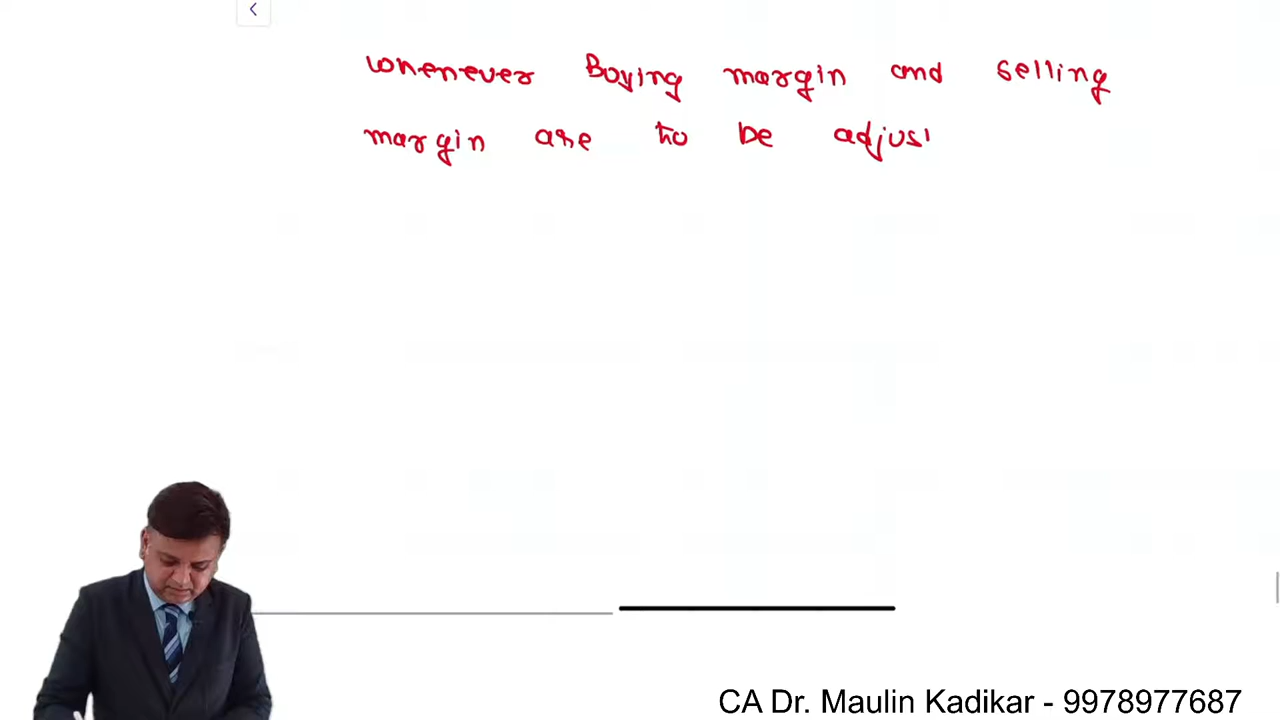 whenever Buying margin and selling
margin are to be adjus
CA Dr. Maulin Kadikar - 9978977687